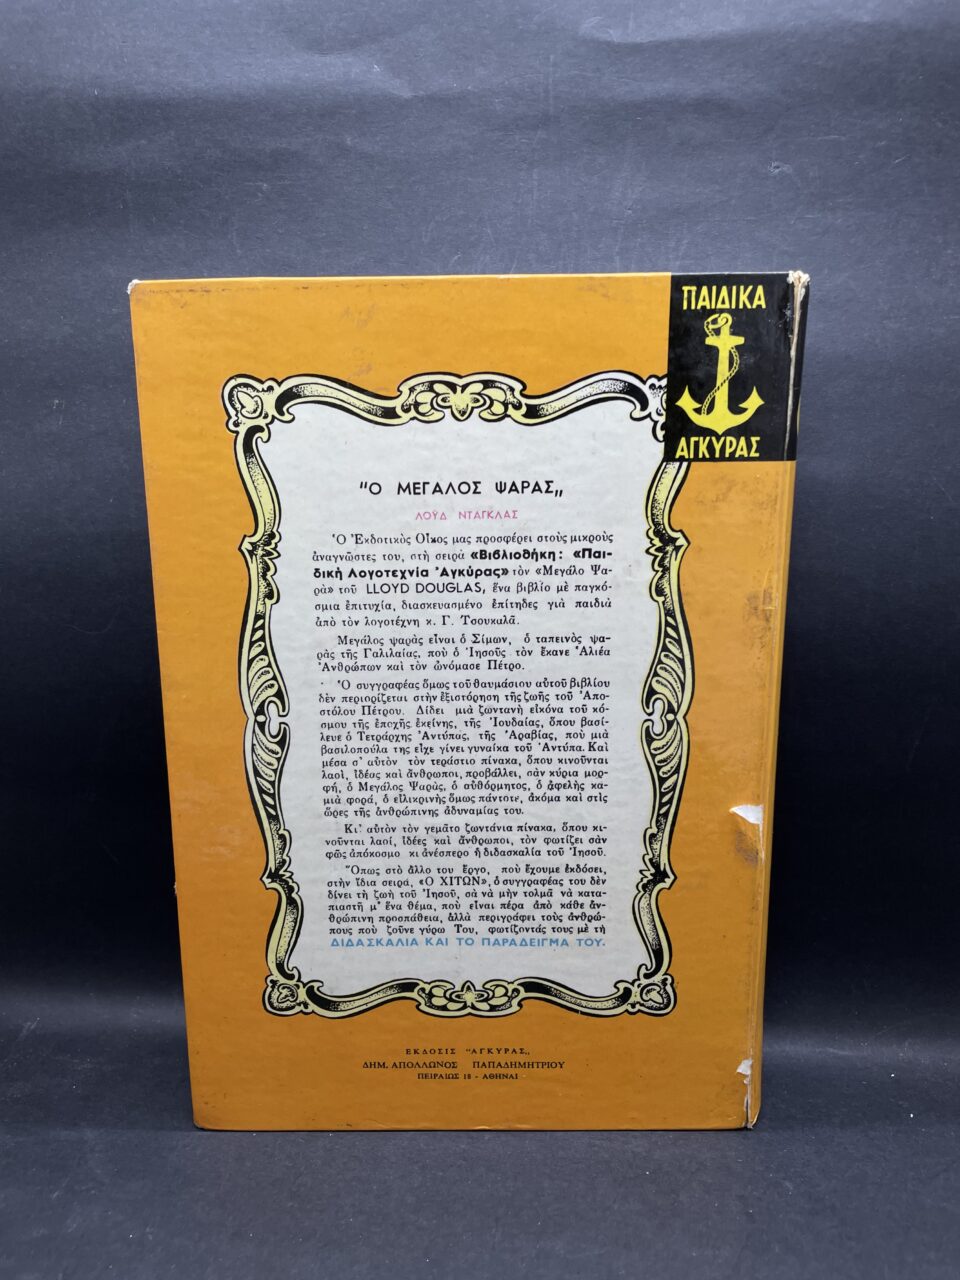 ΠΑΙΔΙΚΑ
ΑΓΚΥΡΑΣ
"Ο ΜΕΓΑΛΟΣ ΨΑΡΑΣ„
ΛΟΫΔ ΝΤΑΓΚΛΑΣ
Ὁ Ἐκδοτικὸς Οἶκος μας προσφέρει στοὺς μικροὺς
ἀναγνῶστες του, στὴ σειρὰ «Βιβλιοθήκη: «Παι-
δικὴ Λογοτεχνία Ἀγκύρας» τὸν «Μεγάλο Ψα-
ρὰ» τοῦ LLOYD DOUGLAS, ἕνα βιβλίο μὲ παγκό-
σμια ἐπιτυχία, διασκευασμένο ἐπίτηδες γιὰ παιδιὰ
ἀπὸ τὸν λογοτέχνη κ. Γ. Τσουκαλᾶ.
Μεγάλος ψαρὰς εἶναι ὁ Σίμων, ὁ ταπεινὸς ψα-
ρὰς τῆς Γαλιλαίας, ποὺ ὁ Ἰησοῦς τὸν ἔκανε Ἁλιέα
Ἀνθρώπων καὶ τὸν ὠνόμασε Πέτρο.
Ὁ συγγραφέας ὅμως τοῦ θαυμάσιου αὐτοῦ βιβλίου
δὲν περιορίζεται στὴν ἐξιστόρηση τῆς ζωῆς τοῦ Ἀπο-
στόλου Πέτρου. Δίδει μιὰ ζωντανὴ εἰκόνα τοῦ κό-
σμου τῆς ἐποχῆς ἐκείνης, τῆς Ἰουδαίας, ὅπου βασί-
λευε ὁ Τετράρχης Ἀντύπας, τῆς Ἀραβίας, ποὺ μιὰ
βασιλοπούλα της εἶχε γίνει γυναίκα τοῦ Ἀντύπα. Καὶ
μέσα σ' αὐτὸν τὸν τεράστιο πίνακα, ὅπου κινοῦνται
λαοί, ἰδέες καὶ ἄνθρωποι, προβάλλει, σὰν κύρια μορ-
φή, ὁ Μεγάλος Ψαρὰς, ὁ αὐθόρμητος, ὁ ἀφελὴς κα-
μιὰ φορά, ὁ εἰλικρινὴς ὅμως πάντοτε, ἀκόμα καὶ στὶς
ὧρες τῆς ἀνθρώπινης ἀδυναμίας του.
Κι' αὐτὸν τὸν γεμᾶτο ζωντάνια πίνακα, ὅπου κι-
νοῦνται λαοί, ἰδέες καὶ ἄνθρωποι, τὸν φωτίζει σὰν
φῶς ἀπόκοσμο κι ἀνέσπερο ἡ διδασκαλία τοῦ Ἰησοῦ.
Ὅπως στὸ ἄλλο του ἔργο, ποὺ ἔχουμε ἐκδόσει,
στὴν ἴδια σειρά, «Ο ΧΙΤΩΝ», ὁ συγγραφέας του δὲν
δίνει τὴ ζωὴ τοῦ Ἰησοῦ, σὰ νὰ μὴν τολμᾶ νὰ κατα-
πιαστῆ μ' ἕνα θέμα, ποὺ εἶναι πέρα ἀπὸ κάθε ἀν-
θρώπινη προσπάθεια, ἀλλὰ περιγράφει τοὺς ἀνθρώ-
πους ποὺ ζοῦνε γύρω Του, φωτίζοντάς τους μὲ τὴ
ΔΙΔΑΣΚΑΛΙΑ ΚΑΙ ΤΟ ΠΑΡΑΔΕΙΓΜΑ ΤΟΥ.
ΕΚΔΟΣΙΣ "ΑΓΚΥΡΑΣ„
ΔΗΜ. ΑΠΟΛΛΩΝΟΣ ΠΑΠΑΔΗΜΗΤΡΙΟΥ
ΠΕΙΡΑΙΩΣ 18 - ΑΘΗΝΑΙ